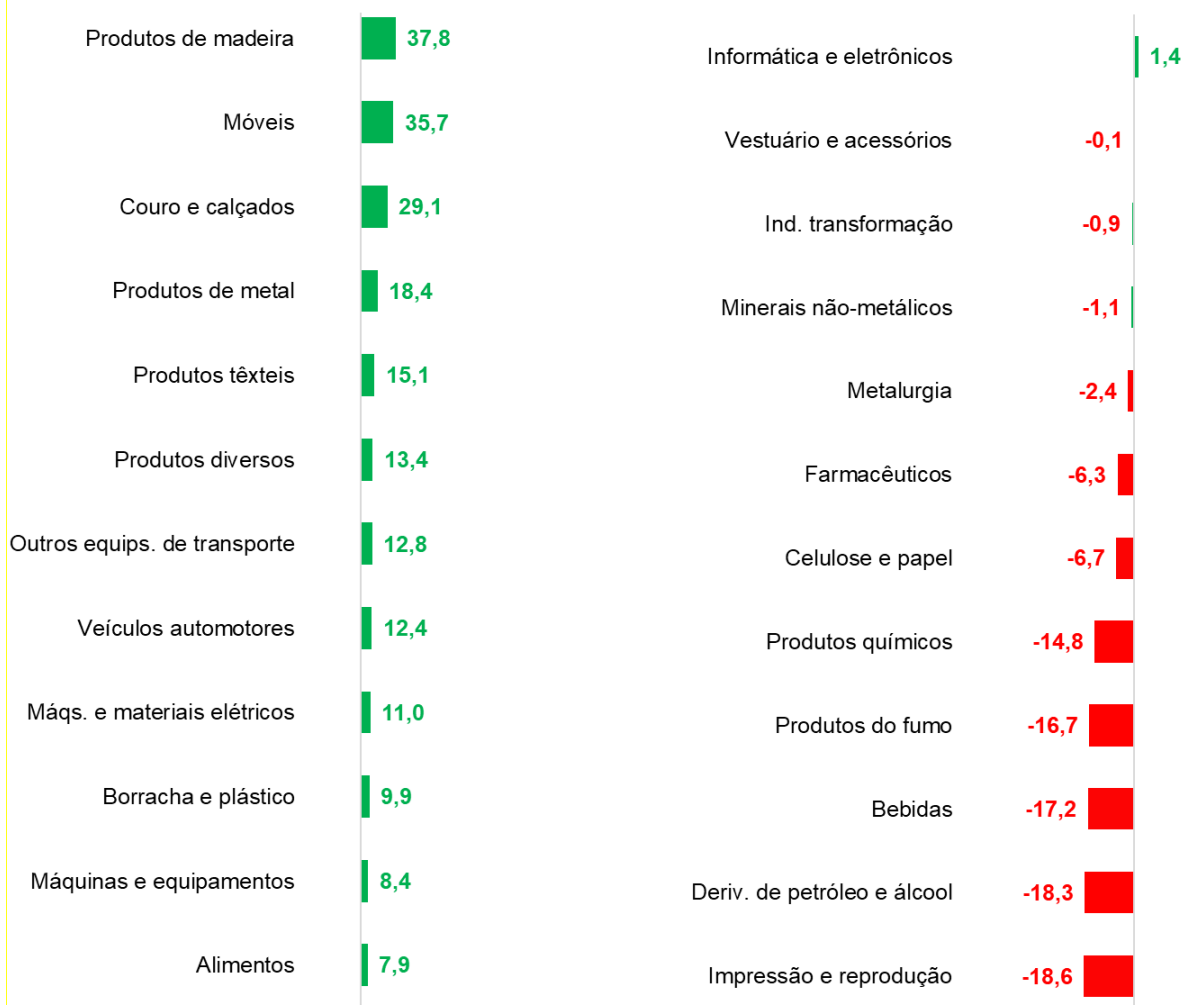 Produtos de madeira 37,8
Móveis 35,7
Couro e calçados 29,1
Produtos de metal 18,4
Produtos têxteis 15,1
Produtos diversos 13,4
Outros equips. de transporte 12,8
Veículos automotores 12,4
Máqs. e materiais elétricos 11,0
Borracha e plástico 9,9
Máquinas e equipamentos 8,4
Alimentos 7,9
Informática e eletrônicos 1,4
Vestuário e acessórios -0,1
Ind. transformação -0,9
Minerais não-metálicos -1,1
Metalurgia -2,4
Farmacêuticos -6,3
Celulose e papel -6,7
Produtos químicos -14,8
Produtos do fumo -16,7
Bebidas -17,2
Deriv. de petróleo e álcool -18,3
Impressão e reprodução -18,6